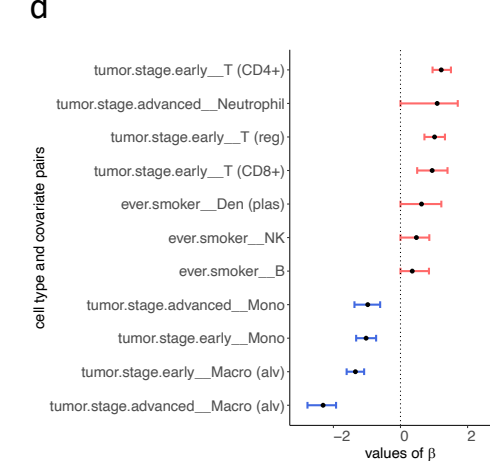 d
tumor.stage.early__T (CD4+)
tumor.stage.advanced__Neutrophil
tumor.stage.early__T (reg)
tumor.stage.early__T (CD8+)
ever.smoker__Den (plas)
ever.smoker__NK
ever.smoker__B
tumor.stage.advanced__Mono
tumor.stage.early__Mono
tumor.stage.early__Macro (alv)
tumor.stage.advanced__Macro (alv)
cell type and covariate pairs
−2 0 2
values of β